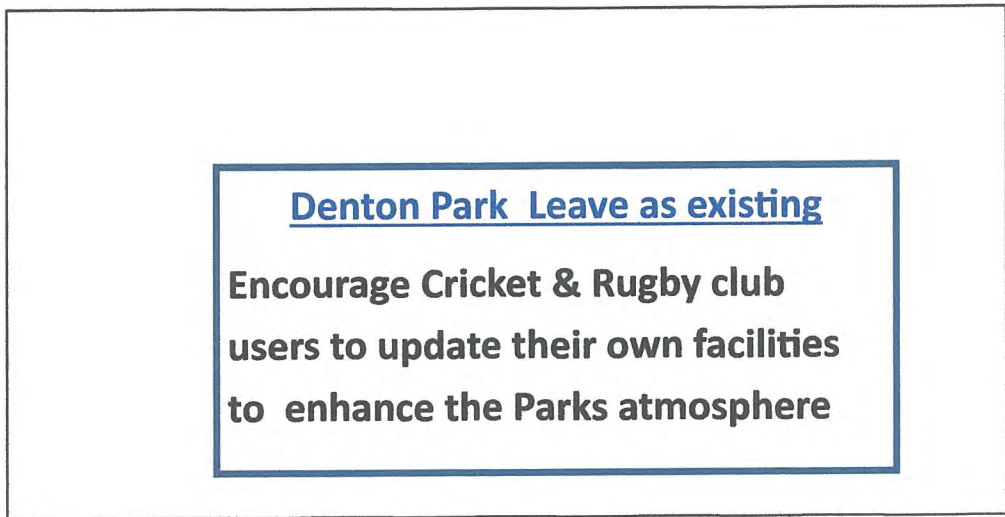 Denton Park  Leave as existing
Encourage Cricket & Rugby club
users to update their own facilities
to  enhance the Parks atmosphere